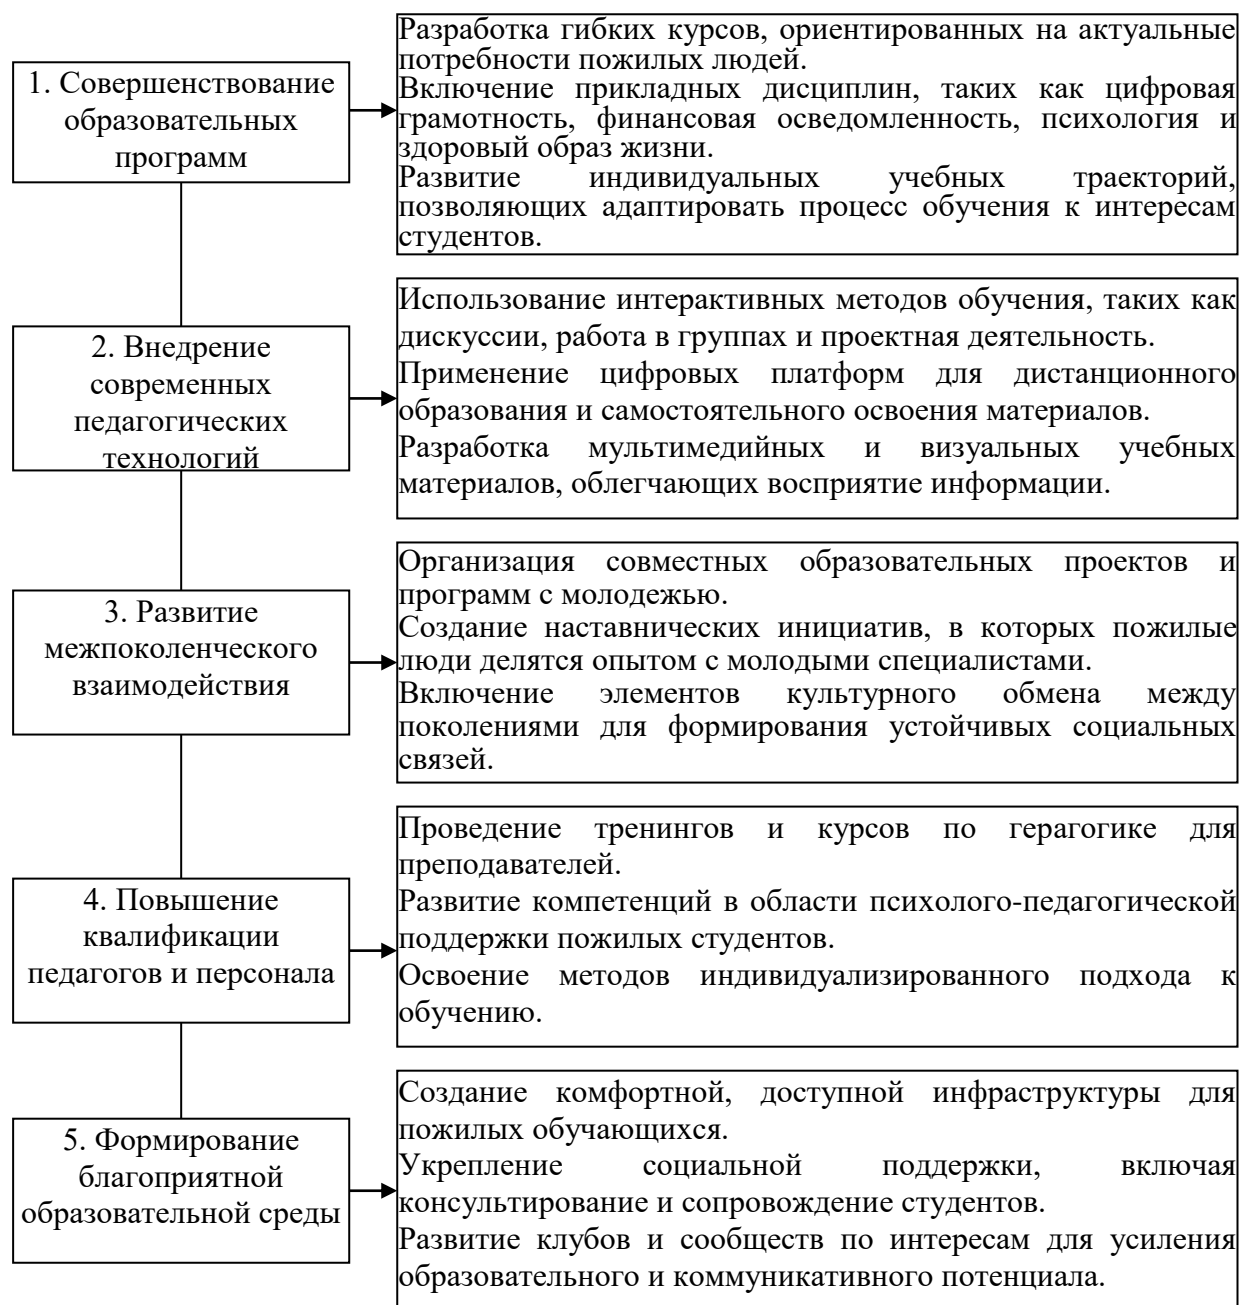 1. Совершенствование
образовательных
программ
Разработка гибких курсов, ориентированных на актуальные
потребности пожилых людей.
Включение прикладных дисциплин, таких как цифровая
грамотность, финансовая осведомленность, психология и
здоровый образ жизни.
Развитие индивидуальных учебных траекторий,
позволяющих адаптировать процесс обучения к интересам
студентов.
2. Внедрение
современных
педагогических
технологий
Использование интерактивных методов обучения, таких как
дискуссии, работа в группах и проектная деятельность.
Применение цифровых платформ для дистанционного
образования и самостоятельного освоения материалов.
Разработка мультимедийных и визуальных учебных
материалов, облегчающих восприятие информации.
3. Развитие
межпоколенческого
взаимодействия
Организация совместных образовательных проектов и
программ с молодежью.
Создание наставнических инициатив, в которых пожилые
люди делятся опытом с молодыми специалистами.
Включение элементов культурного обмена между
поколениями для формирования устойчивых социальных
связей.
4. Повышение
квалификации
педагогов и персонала
Проведение тренингов и курсов по герагогике для
преподавателей.
Развитие компетенций в области психолого-педагогической
поддержки пожилых студентов.
Освоение методов индивидуализированного подхода к
обучению.
5. Формирование
благоприятной
образовательной среды
Создание комфортной, доступной инфраструктуры для
пожилых обучающихся.
Укрепление социальной поддержки, включая
консультирование и сопровождение студентов.
Развитие клубов и сообществ по интересам для усиления
образовательного и коммуникативного потенциала.